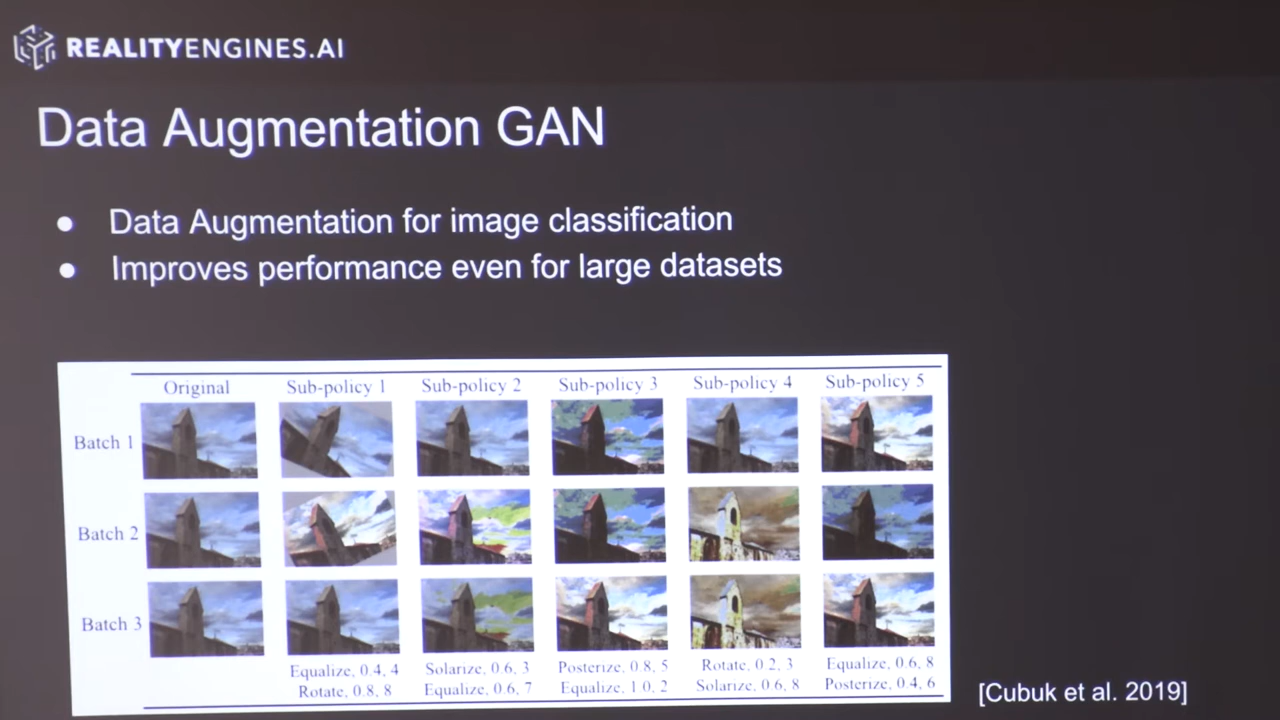 REALITYENGINES.AI
Data Augmentation GAN
● Data Augmentation for image classification
● Improves performance even for large datasets
Original Sub-policy 1 Sub-policy 2 Sub-policy 3 Sub-policy 4 Sub-policy 5
Batch 1
Batch 2
Batch 3
Equalize, 0.4, 4 Solarize, 0.6, 3 Posterize, 0.8, 5 Rotate, 0.2, 3 Equalize, 0.6, 8
Rotate, 0.8, 8 Equalize, 0.6, 7 Equalize, 1.0, 2 Solarize, 0.6, 8 Posterize, 0.4, 6
[Cubuk et al. 2019]